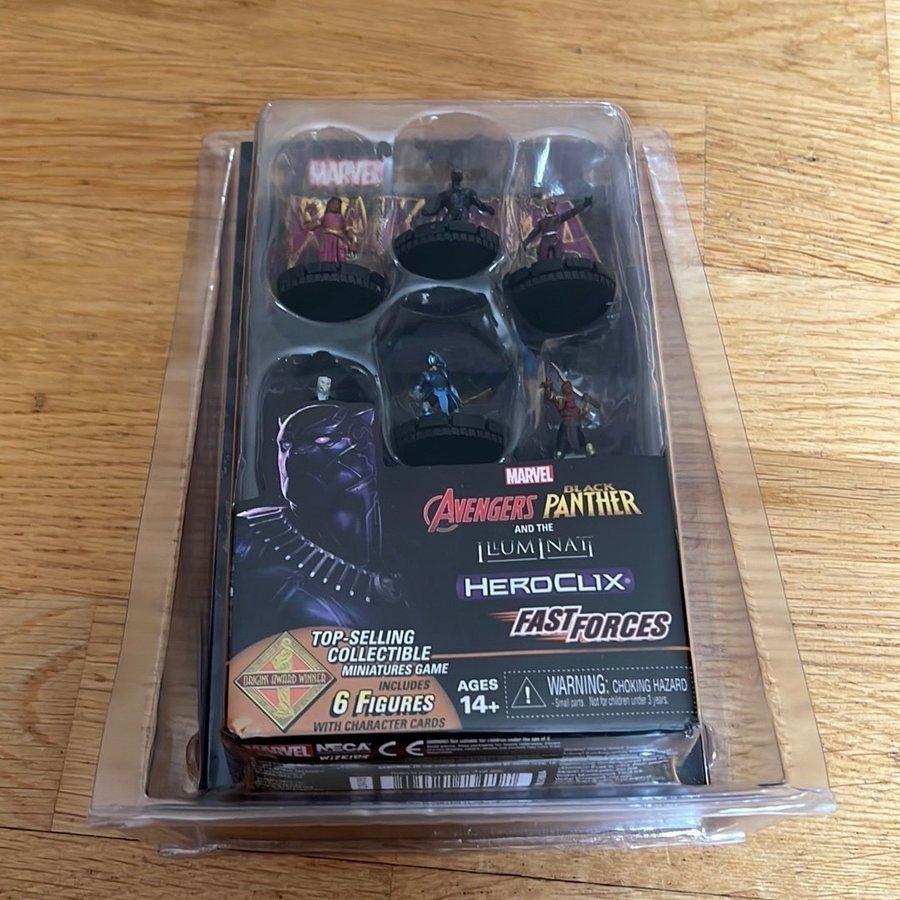 MARVEL
MARVEL
AVENGERS BLACK PANTHER
AND THE
ILLUMINATI
HEROCLIX
FAST FORCES
TOP-SELLING
COLLECTIBLE
MINIATURES GAME
INCLUDES
6 FIGURES
WITH CHARACTER CARDS
ORIGINS AWARD WINNER
AGES
14+
WARNING: CHOKING HAZARD
- Small parts. Not for children under 3 years.
MARVEL NECA CE
WIZKIDS